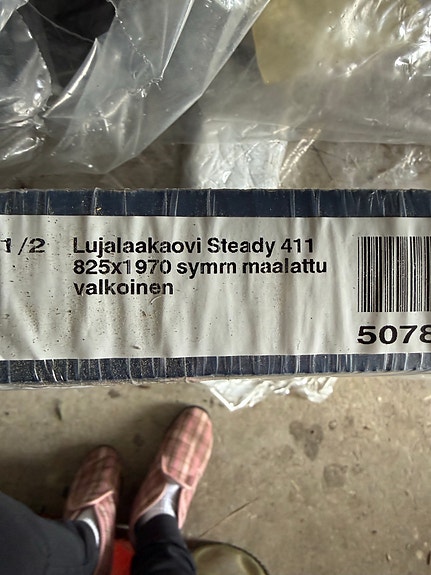 1/2
Lujalaakaovi Steady 411
825x1970 symrn maalattu
valkoinen
5078